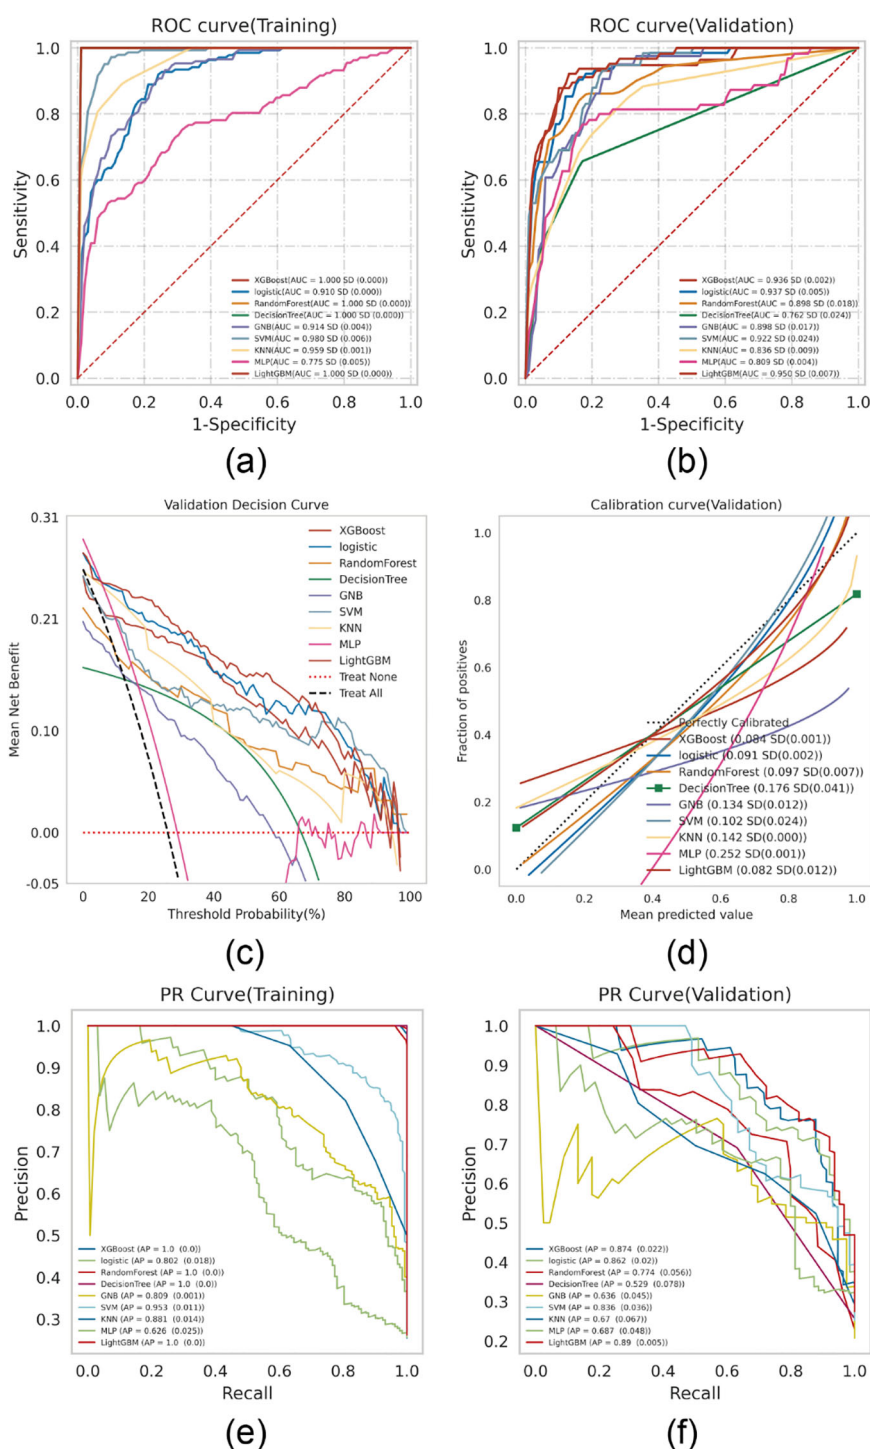 ROC curve(Training)
Sensitivity
1.0
0.8
0.6
0.4
0.2
0.0
XGBoost(AUC = 1.000 SD (0.000))
logistic(AUC = 0.910 SD (0.000))
RandomForest(AUC = 1.000 SD (0.000))
DecisionTree(AUC = 1.000 SD (0.000))
GNB(AUC = 0.914 SD (0.004))
SVM(AUC = 0.980 SD (0.006))
KNN(AUC = 0.959 SD (0.001))
MLP(AUC = 0.775 SD (0.005))
LightGBM(AUC = 1.000 SD (0.000))
0.0 0.2 0.4 0.6 0.8 1.0
1-Specificity
(a)
ROC curve(Validation)
Sensitivity
1.0
0.8
0.6
0.4
0.2
0.0
XGBoost(AUC = 0.936 SD (0.002))
logistic(AUC = 0.937 SD (0.005))
RandomForest(AUC = 0.898 SD (0.018))
DecisionTree(AUC = 0.762 SD (0.024))
GNB(AUC = 0.898 SD (0.017))
SVM(AUC = 0.922 SD (0.024))
KNN(AUC = 0.836 SD (0.009))
MLP(AUC = 0.809 SD (0.004))
LightGBM(AUC = 0.950 SD (0.007))
0.0 0.2 0.4 0.6 0.8 1.0
1-Specificity
(b)
Validation Decision Curve
Mean Net Benefit
0.31
0.21
0.10
0.00
-0.05
XGBoost
logistic
RandomForest
DecisionTree
GNB
SVM
KNN
MLP
LightGBM
Treat None
Treat All
0 20 40 60 80 100
Threshold Probability(%)
(c)
Calibration curve(Validation)
Fraction of positives
1.0
0.8
0.6
0.4
0.2
0.0
Perfectly Calibrated
XGBoost (0.084 SD(0.001))
logistic (0.091 SD(0.002))
RandomForest (0.097 SD(0.007))
DecisionTree (0.176 SD(0.041))
GNB (0.134 SD(0.012))
SVM (0.102 SD(0.024))
KNN (0.142 SD(0.000))
MLP (0.252 SD(0.001))
LightGBM (0.082 SD(0.012))
0.0 0.2 0.4 0.6 0.8 1.0
Mean predicted value
(d)
PR Curve(Training)
Precision
1.0
0.9
0.8
0.7
0.6
0.5
0.4
0.3
XGBoost (AP = 1.0 (0.0))
logistic (AP = 0.802 (0.018))
RandomForest (AP = 1.0 (0.0))
DecisionTree (AP = 1.0 (0.0))
GNB (AP = 0.809 (0.001))
SVM (AP = 0.953 (0.011))
KNN (AP = 0.881 (0.014))
MLP (AP = 0.626 (0.025))
LightGBM (AP = 1.0 (0.0))
0.0 0.2 0.4 0.6 0.8 1.0
Recall
(e)
PR Curve(Validation)
Precision
1.0
0.9
0.8
0.7
0.6
0.5
0.4
0.3
0.2
XGBoost (AP = 0.874 (0.022))
logistic (AP = 0.862 (0.02))
RandomForest (AP = 0.774 (0.056))
DecisionTree (AP = 0.529 (0.078))
GNB (AP = 0.636 (0.045))
SVM (AP = 0.836 (0.036))
KNN (AP = 0.67 (0.067))
MLP (AP = 0.687 (0.048))
LightGBM (AP = 0.89 (0.005))
0.0 0.2 0.4 0.6 0.8 1.0
Recall
(f)